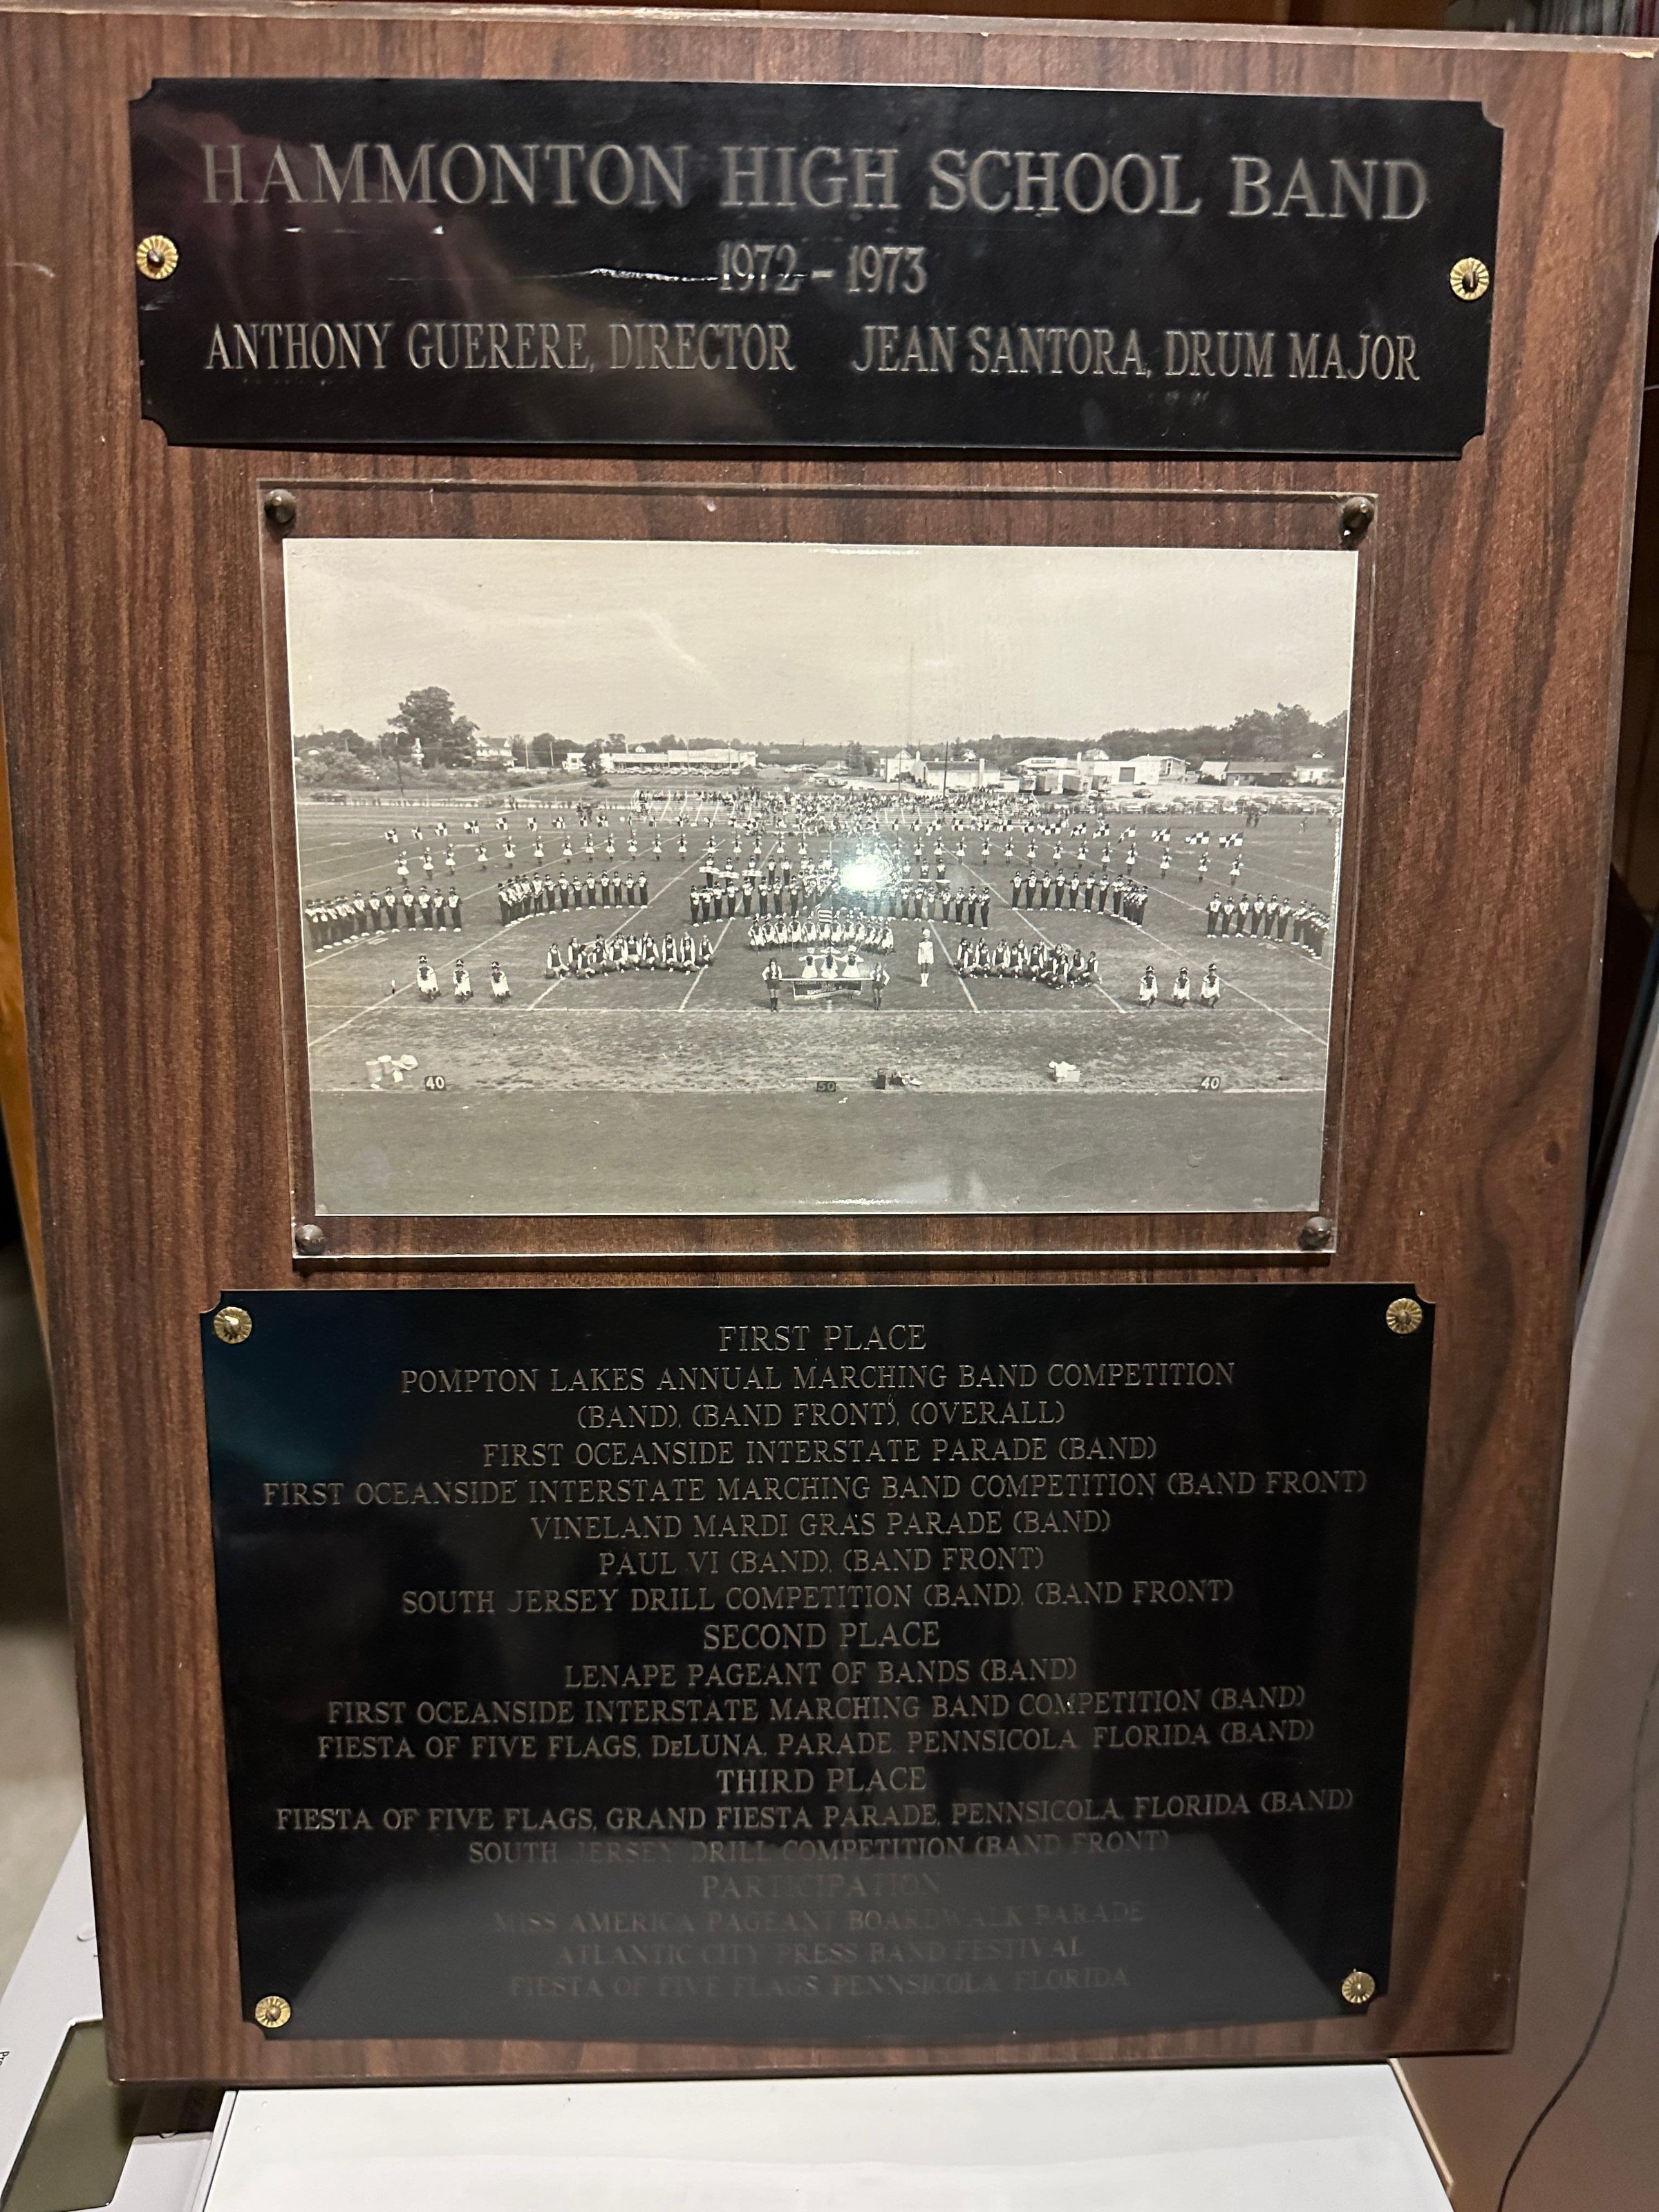 HAMMONTON HIGH SCHOOL BAND
1972 - 1973
ANTHONY GUERERE, DIRECTOR JEAN SANTORA, DRUM MAJOR
40 50 40
FIRST PLACE
POMPTON LAKES ANNUAL MARCHING BAND COMPETITION
(BAND), (BAND FRONT), (OVERALL)
FIRST OCEANSIDE INTERSTATE PARADE (BAND)
FIRST OCEANSIDE INTERSTATE MARCHING BAND COMPETITION (BAND FRONT)
VINELAND MARDI GRAS PARADE (BAND)
PAUL VI (BAND), (BAND FRONT)
SOUTH JERSEY DRILL COMPETITION (BAND), (BAND FRONT)
SECOND PLACE
LENAPE PAGEANT OF BANDS (BAND)
FIRST OCEANSIDE INTERSTATE MARCHING BAND COMPETITION (BAND)
FIESTA OF FIVE FLAGS, DeLUNA, PARADE, PENNSICOLA, FLORIDA (BAND)
THIRD PLACE
FIESTA OF FIVE FLAGS, GRAND FIESTA PARADE, PENNSICOLA, FLORIDA (BAND)
SOUTH JERSEY DRILL COMPETITION (BAND FRONT)
PARTICIPATION
MISS AMERICA PAGEANT BOARDWALK PARADE
ATLANTIC CITY PRESS BAND FESTIVAL
FIESTA OF FIVE FLAGS PENNSICOLA FLORIDA